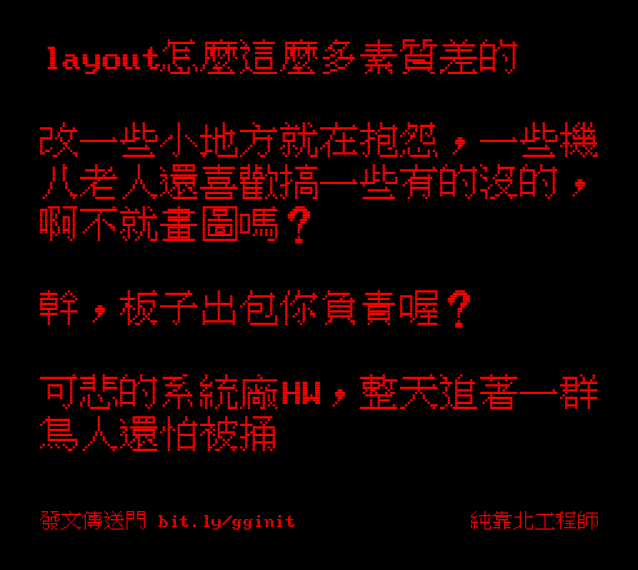 layout怎麼這麼多素質差的
改一些小地方就在抱怨，一些機
八老人還喜歡搞一些有的沒的，
啊不就畫圖嗎？
幹，板子出包你負責喔？
可悲的系統廠HW，整天追著一群
鳥人還怕被捅
發文傳送門 bit.ly/gginit
純靠北工程師